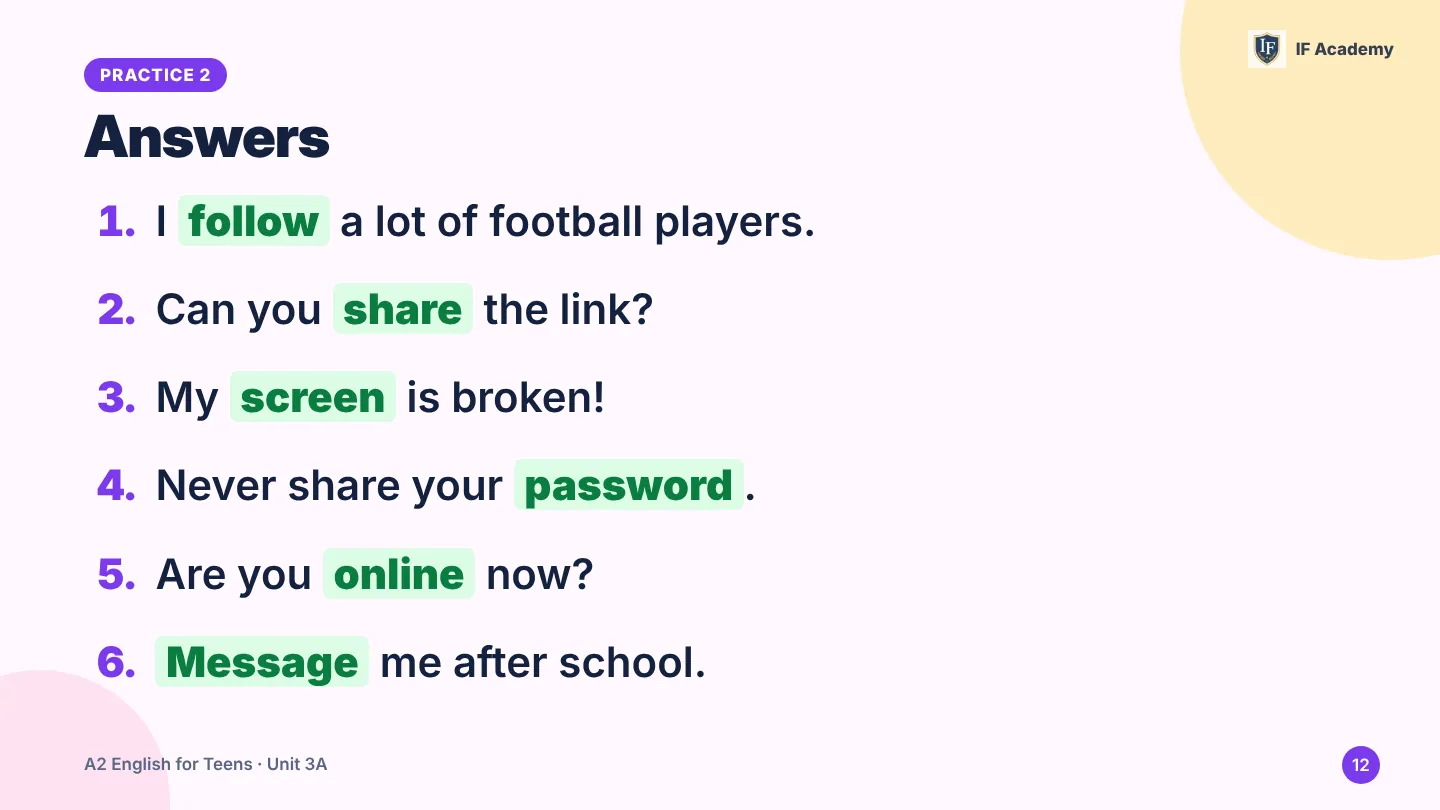 IF IF Academy
PRACTICE 2
Answers
1. I follow a lot of football players.
2. Can you share the link?
3. My screen is broken!
4. Never share your password.
5. Are you online now?
6. Message me after school.
A2 English for Teens · Unit 3A
12